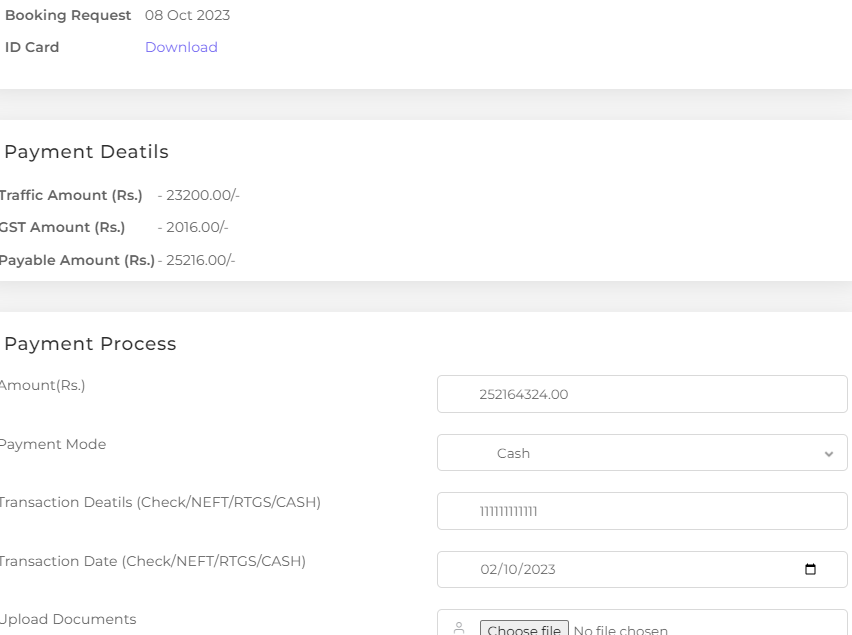 Booking Request 08 Oct 2023
ID Card Download
Payment Deatils
Traffic Amount (Rs.) - 23200.00/-
GST Amount (Rs.) - 2016.00/-
Payable Amount (Rs.) - 25216.00/-
Payment Process
Amount(Rs.) 252164324.00
Payment Mode Cash
Transaction Deatils (Check/NEFT/RTGS/CASH) 111111111111
Transaction Date (Check/NEFT/RTGS/CASH) 02/10/2023
Upload Documents Choose file No file chosen